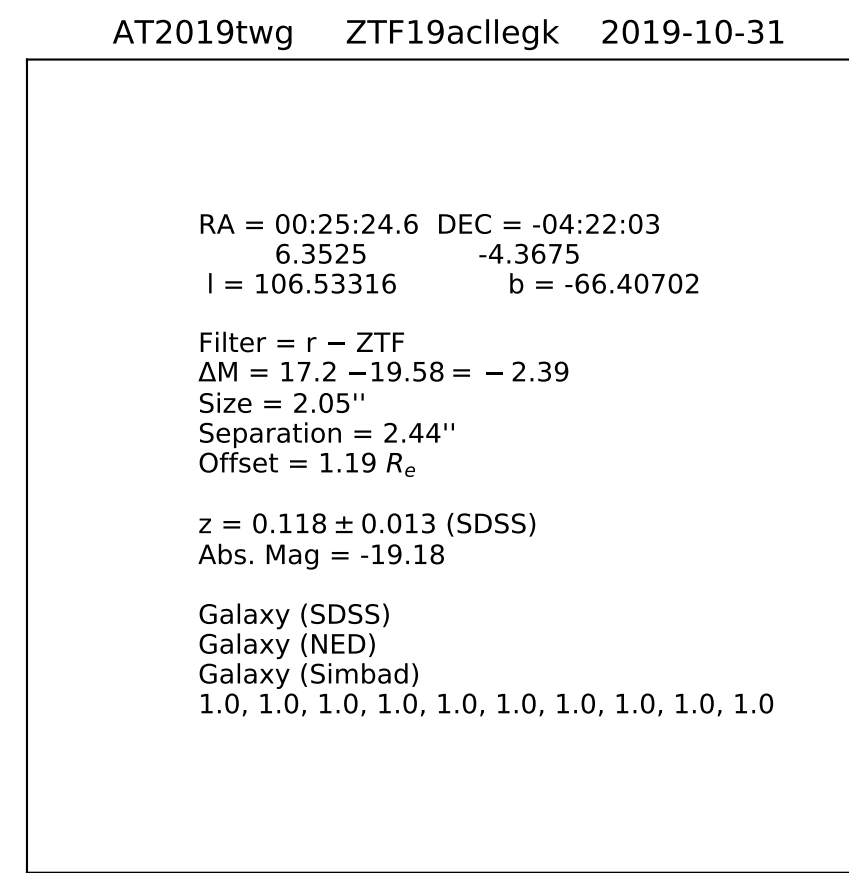 AT2019twg ZTF19acllegk 2019-10-31
RA = 00:25:24.6 DEC = -04:22:03
6.3525 -4.3675
l = 106.53316 b = -66.40702
Filter = r − ZTF
ΔM = 17.2 −19.58 = − 2.39
Size = 2.05''
Separation = 2.44''
Offset = 1.19 Rₑ
z = 0.118 ± 0.013 (SDSS)
Abs. Mag = -19.18
Galaxy (SDSS)
Galaxy (NED)
Galaxy (Simbad)
1.0, 1.0, 1.0, 1.0, 1.0, 1.0, 1.0, 1.0, 1.0, 1.0